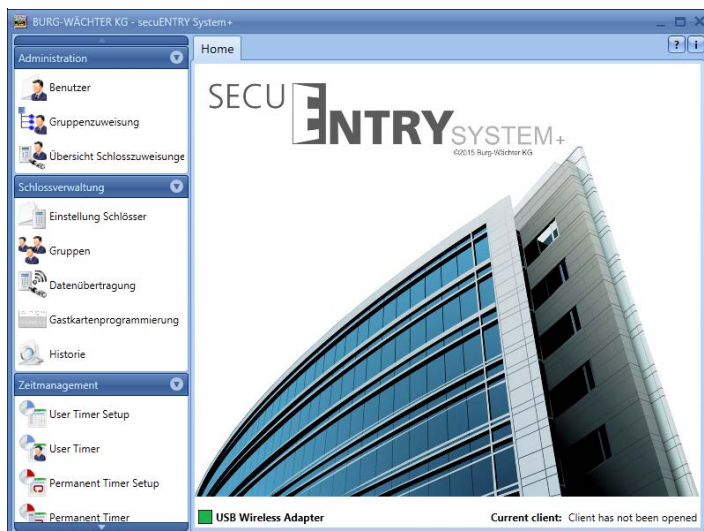 BURG-WÄCHTER KG - secuENTRY System+
Administration
Benutzer
Gruppenzuweisung
Übersicht Schlosszuweisunge
Schlossverwaltung
Einstellung Schlösser
Gruppen
Datenübertragung
Gastkartenprogrammierung
Historie
Zeitmanagement
User Timer Setup
User Timer
Permanent Timer Setup
Permanent Timer
Home
? i
SECU ENTRY SYSTEM+
©2015 Burg-Wächter KG
USB Wireless Adapter
Current client: Client has not been opened